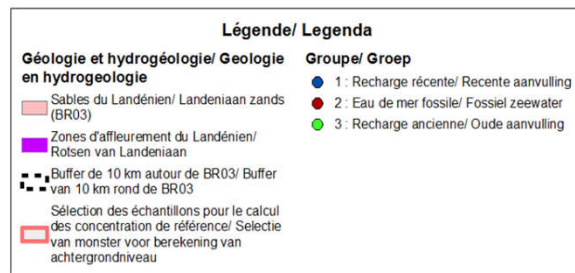 Légende/ Legenda
Géologie et hydrogéologie/ Geologie
en hydrogeologie
Sables du Landénien/ Landeniaan zands
(BR03)
Zones d'affleurement du Landénien/
Rotsen van Landeniaan
Buffer de 10 km autour de BR03/ Buffer
van 10 km rond de BR03
Sélection des échantillons pour le calcul
des concentration de référence/ Selectie
van monster voor berekening van
achtergrondniveau
Groupe/ Groep
1 : Recharge récente/ Recente aanvulling
2 : Eau de mer fossile/ Fossiel zeewater
3 : Recharge ancienne/ Oude aanvulling